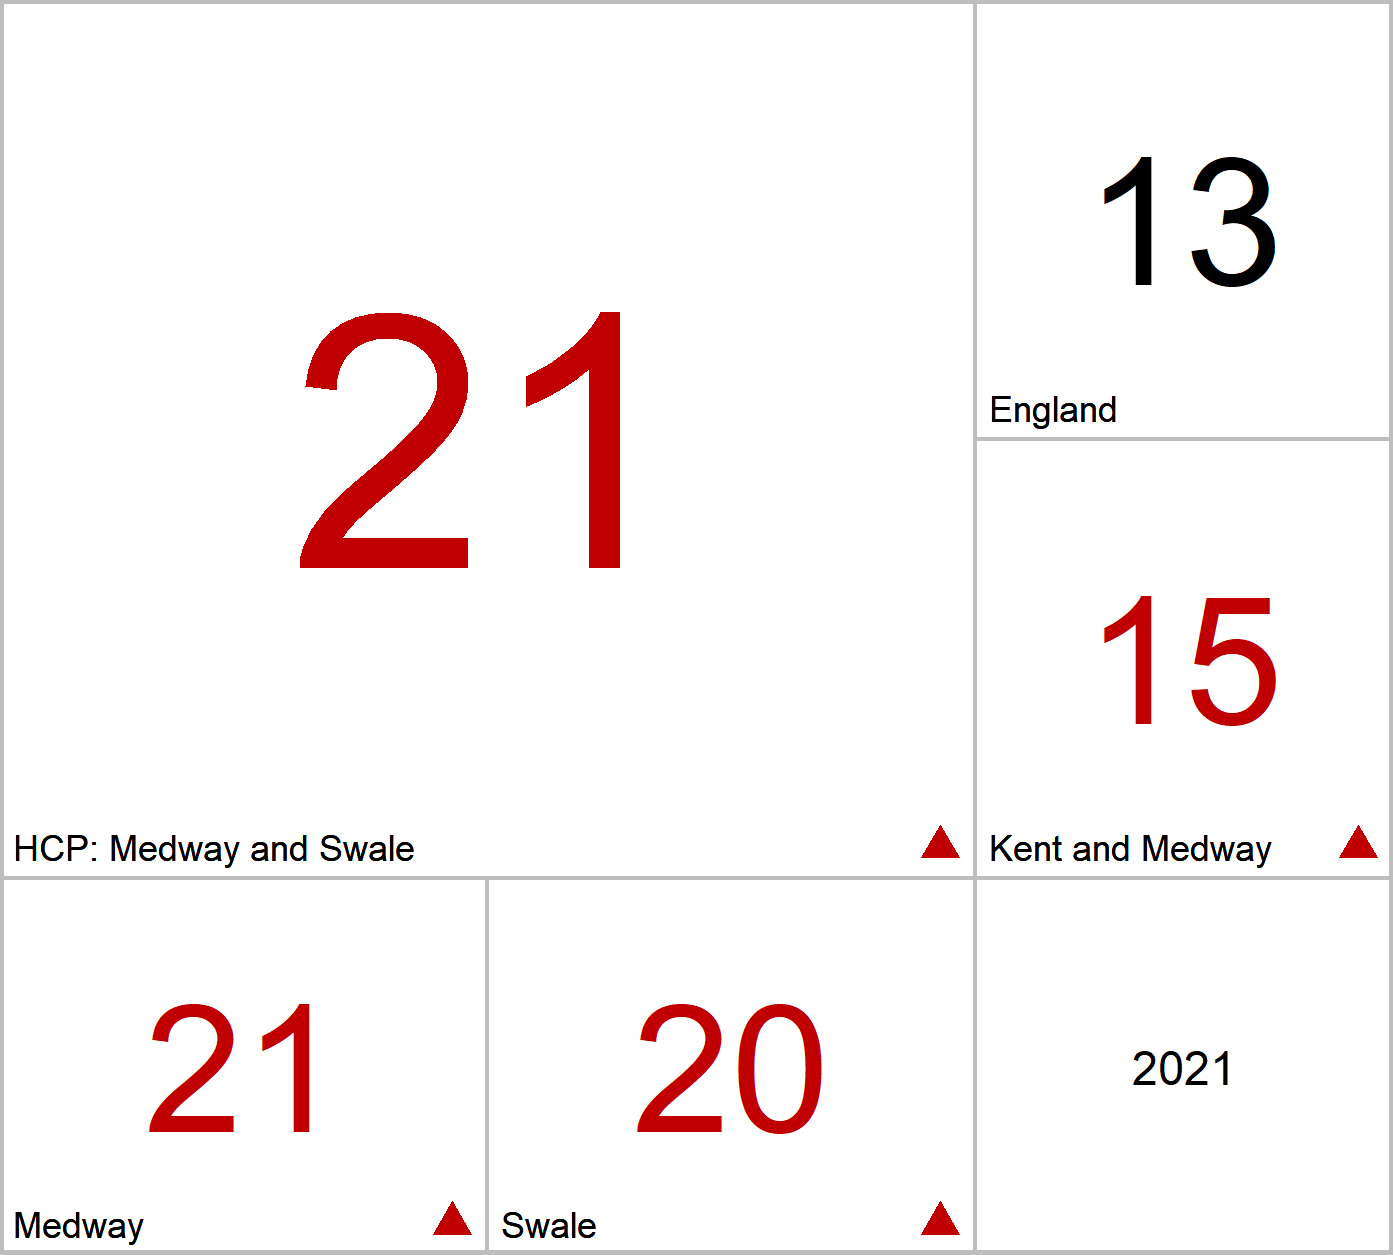 21
HCP: Medway and Swale
13
England
15
Kent and Medway
21
Medway
20
Swale
2021